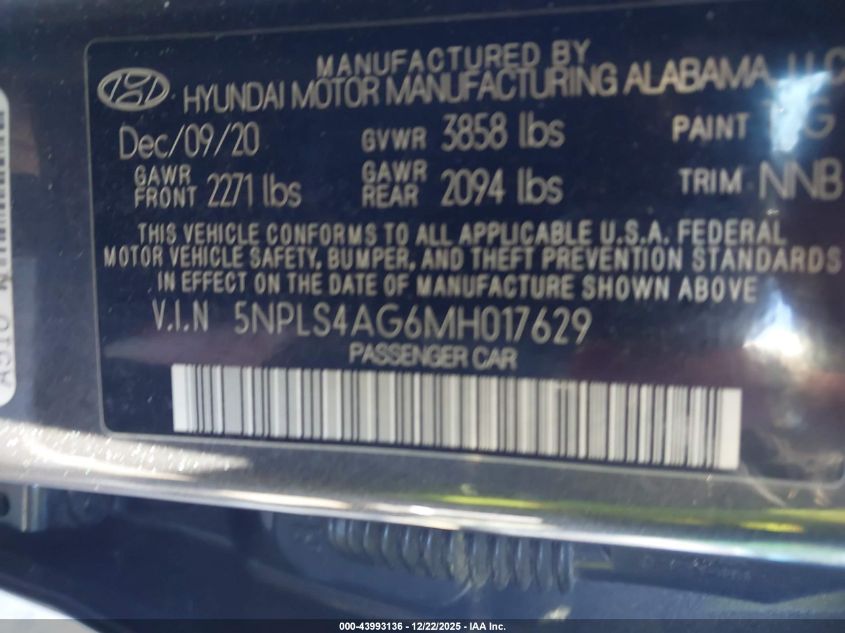 MANUFACTURED BY
HYUNDAI MOTOR MANUFACTURING ALABAMA, LLC
Dec/09/20 GVWR 3858 lbs PAINT
GAWR FRONT 2271 lbs GAWR REAR 2094 lbs TRIM NNB
THIS VEHICLE CONFORMS TO ALL APPLICABLE U.S.A. FEDERAL
MOTOR VEHICLE SAFETY, BUMPER, AND THEFT PREVENTION STANDARDS
IN EFFECT ON THE DATE OF MANUFACTURE SHOWN ABOVE
V.I.N 5NPLS4AG6MH017629
PASSENGER CAR
000-43993136 - 12/22/2025 - IAA, Inc.